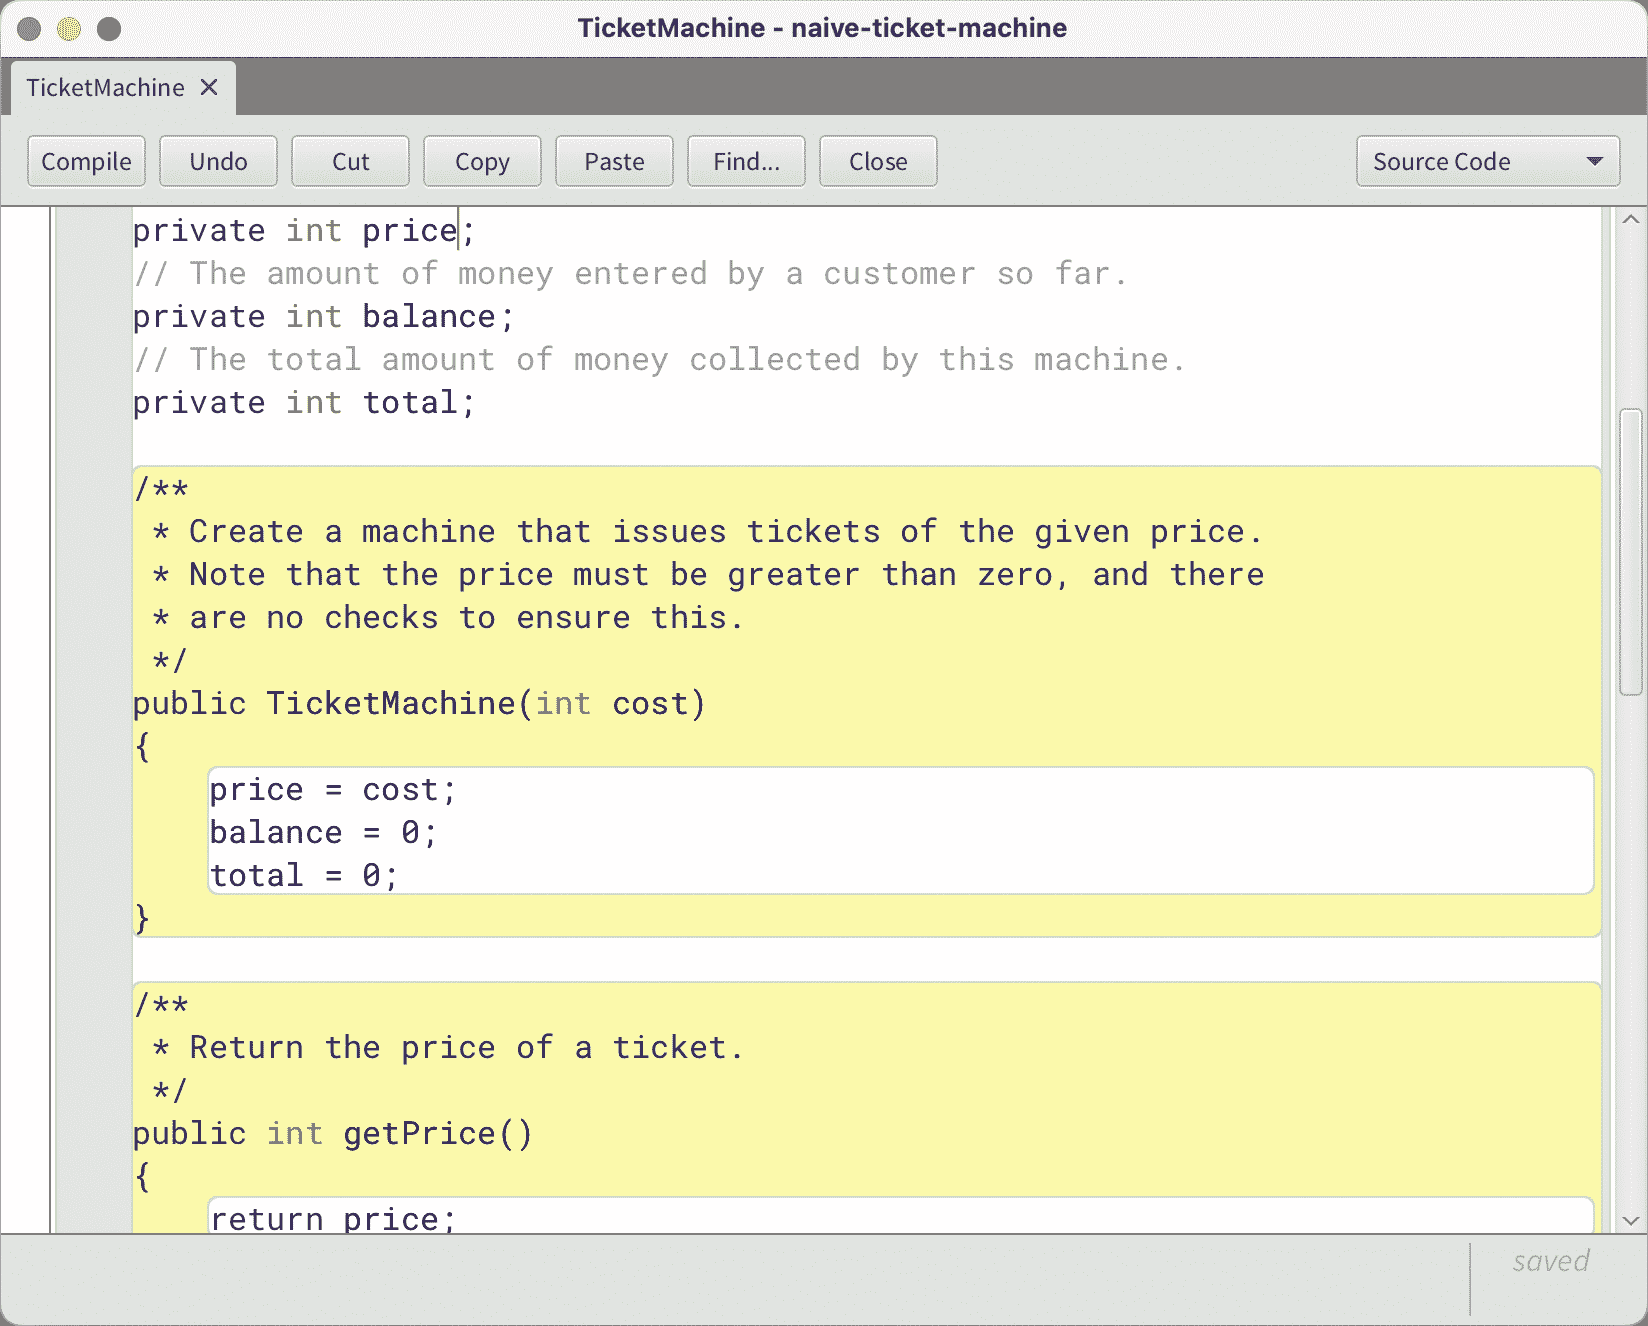 TicketMachine - naive-ticket-machine
TicketMachine ✕
Compile Undo Cut Copy Paste Find... Close Source Code
private int price;
// The amount of money entered by a customer so far.
private int balance;
// The total amount of money collected by this machine.
private int total;
/**
 * Create a machine that issues tickets of the given price.
 * Note that the price must be greater than zero, and there
 * are no checks to ensure this.
 */
public TicketMachine(int cost)
{
    price = cost;
    balance = 0;
    total = 0;
}
/**
 * Return the price of a ticket.
 */
public int getPrice()
{
    return price;
saved